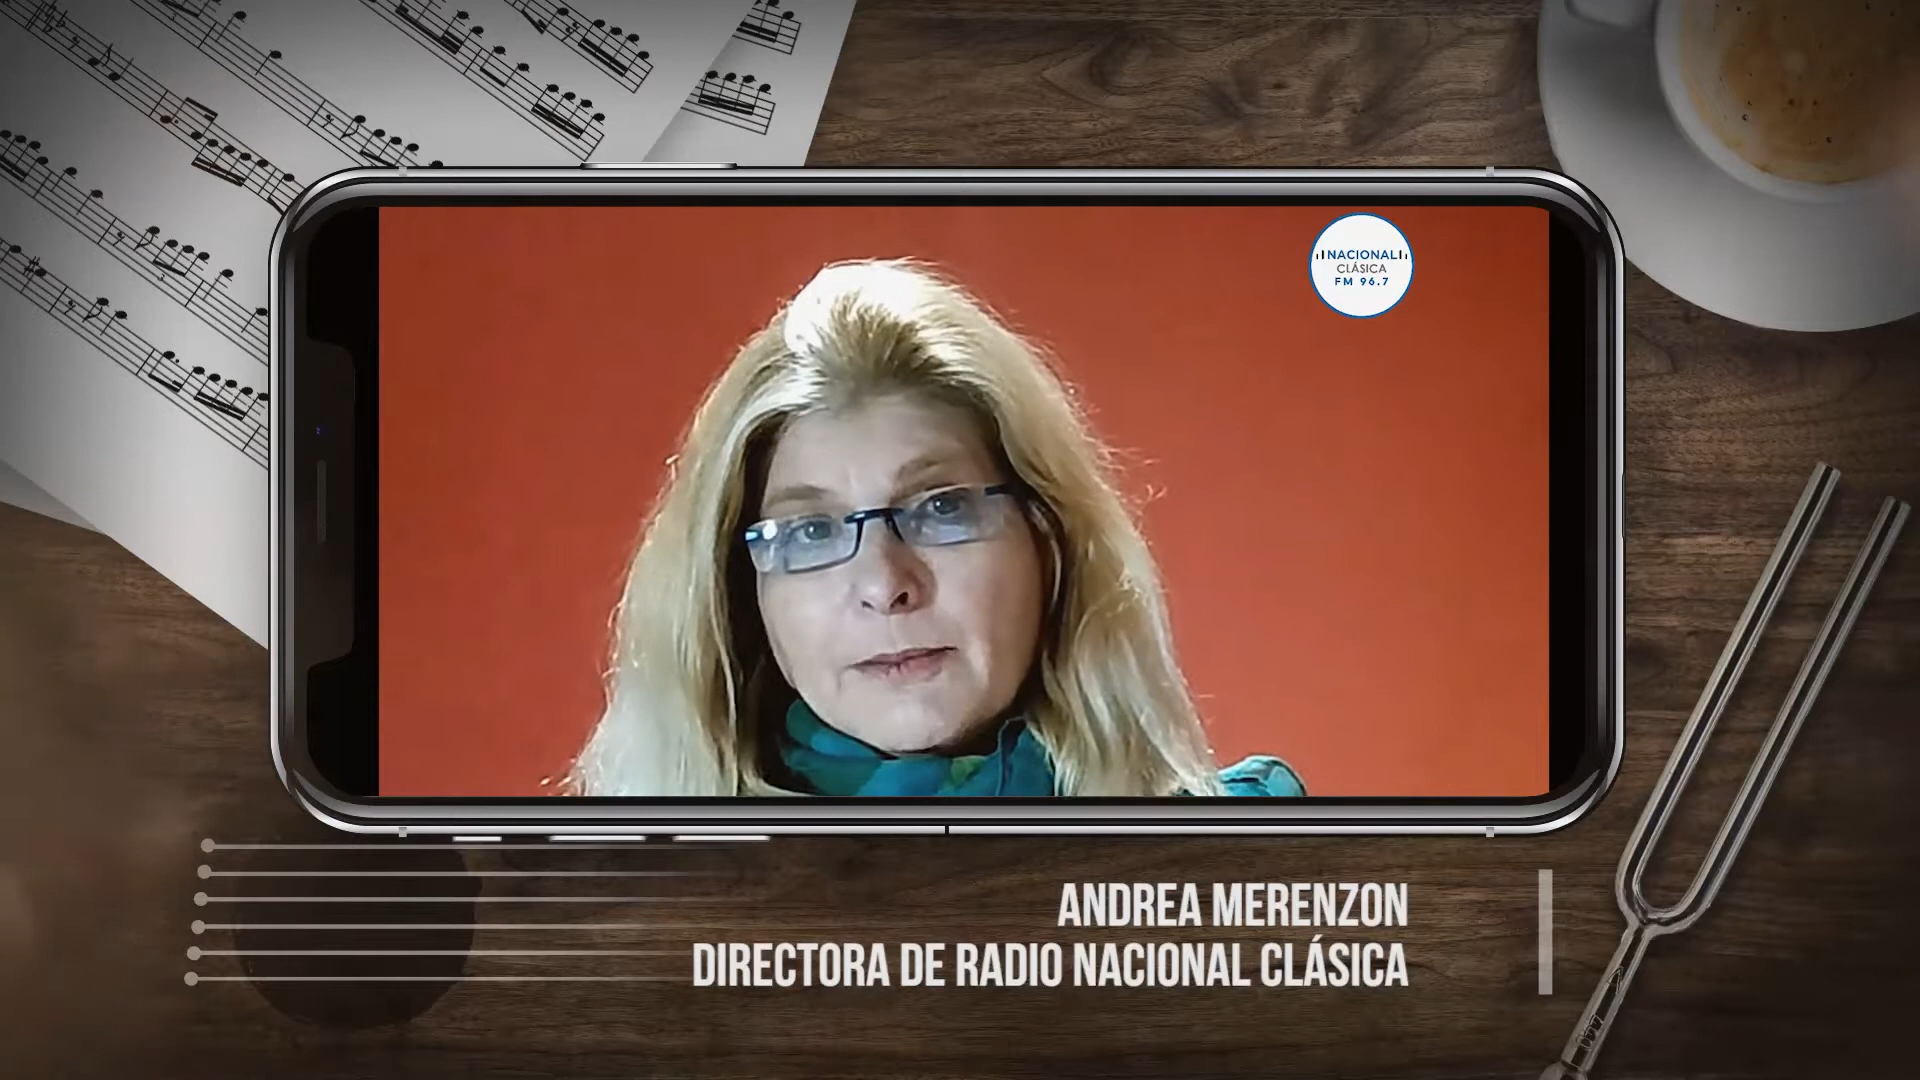 NACIONAL
CLÁSICA
FM 96.7
ANDREA MERENZON
DIRECTORA DE RADIO NACIONAL CLÁSICA